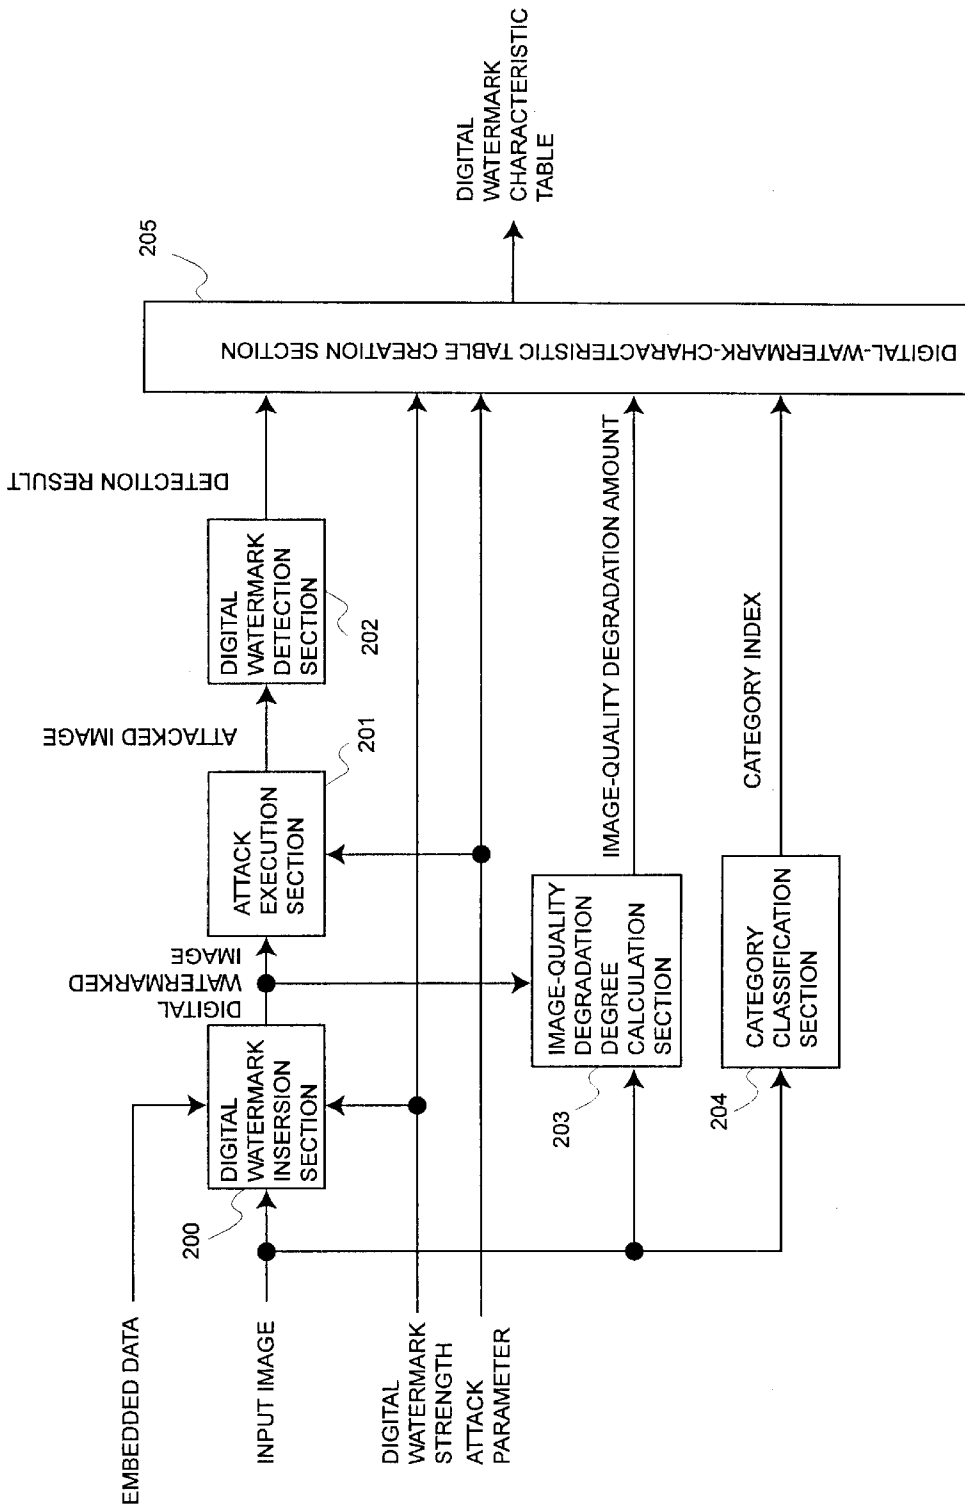 EMBEDDED DATA
INPUT IMAGE
DIGITAL
WATERMARK
STRENGTH
ATTACK
PARAMETER
200
DIGITAL
WATERMARK
INSERSION
SECTION
DIGITAL
WATERMARKED
IMAGE
ATTACK
EXECUTION
SECTION
201
ATTACKED IMAGE
DIGITAL
WATERMARK
DETECTION
SECTION
202
DETECTION RESULT
203
IMAGE-QUALITY
DEGRADATION
DEGREE
CALCULATION
SECTION
IMAGE-QUALITY DEGRADATION AMOUNT
204
CATEGORY
CLASSIFICATION
SECTION
CATEGORY INDEX
205
DIGITAL-WATERMARK-CHARACTERISTIC TABLE CREATION SECTION
DIGITAL
WATERMARK
CHARACTERISTIC
TABLE